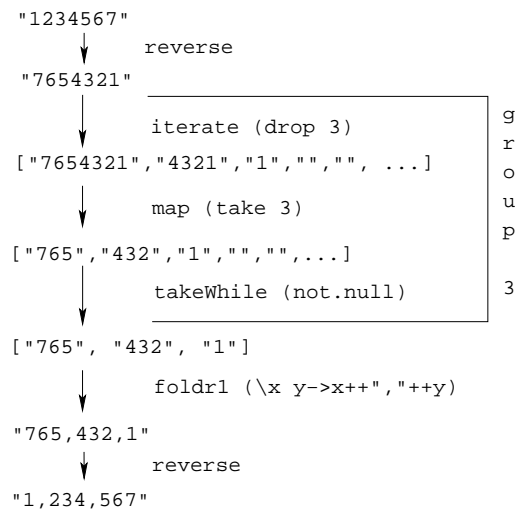 "1234567"
reverse
"7654321"
iterate (drop 3)
["7654321","4321","1","","", ...]
map (take 3)
["765","432","1","","",...]
takeWhile (not.null)
["765", "432", "1"]
foldr1 (\x y->x++","++y)
"765,432,1"
reverse
"1,234,567"
g
r
o
u
p
3